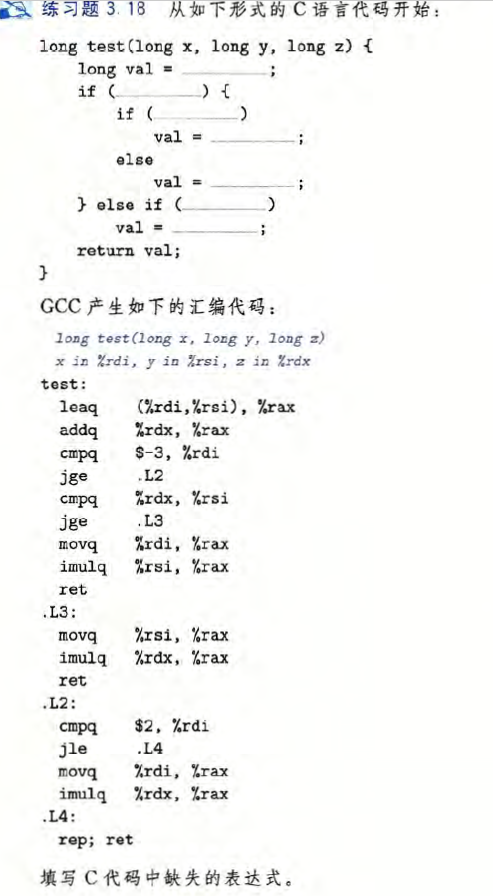 练习题 3.18 从如下形式的 C 语言代码开始：
long test(long x, long y, long z) {
long val = ________;
if (________) {
if (________)
val = ________;
else
val = ________;
} else if (________)
val = ________;
return val;
}
GCC 产生如下的汇编代码：
long test(long x, long y, long z)
x in %rdi, y in %rsi, z in %rdx
test:
leaq (%rdi,%rsi), %rax
addq %rdx, %rax
cmpq $-3, %rdi
jge .L2
cmpq %rdx, %rsi
jge .L3
movq %rdi, %rax
imulq %rsi, %rax
ret
.L3:
movq %rsi, %rax
imulq %rdx, %rax
ret
.L2:
cmpq $2, %rdi
jle .L4
movq %rdi, %rax
imulq %rdx, %rax
.L4:
rep; ret
填写 C 代码中缺失的表达式。